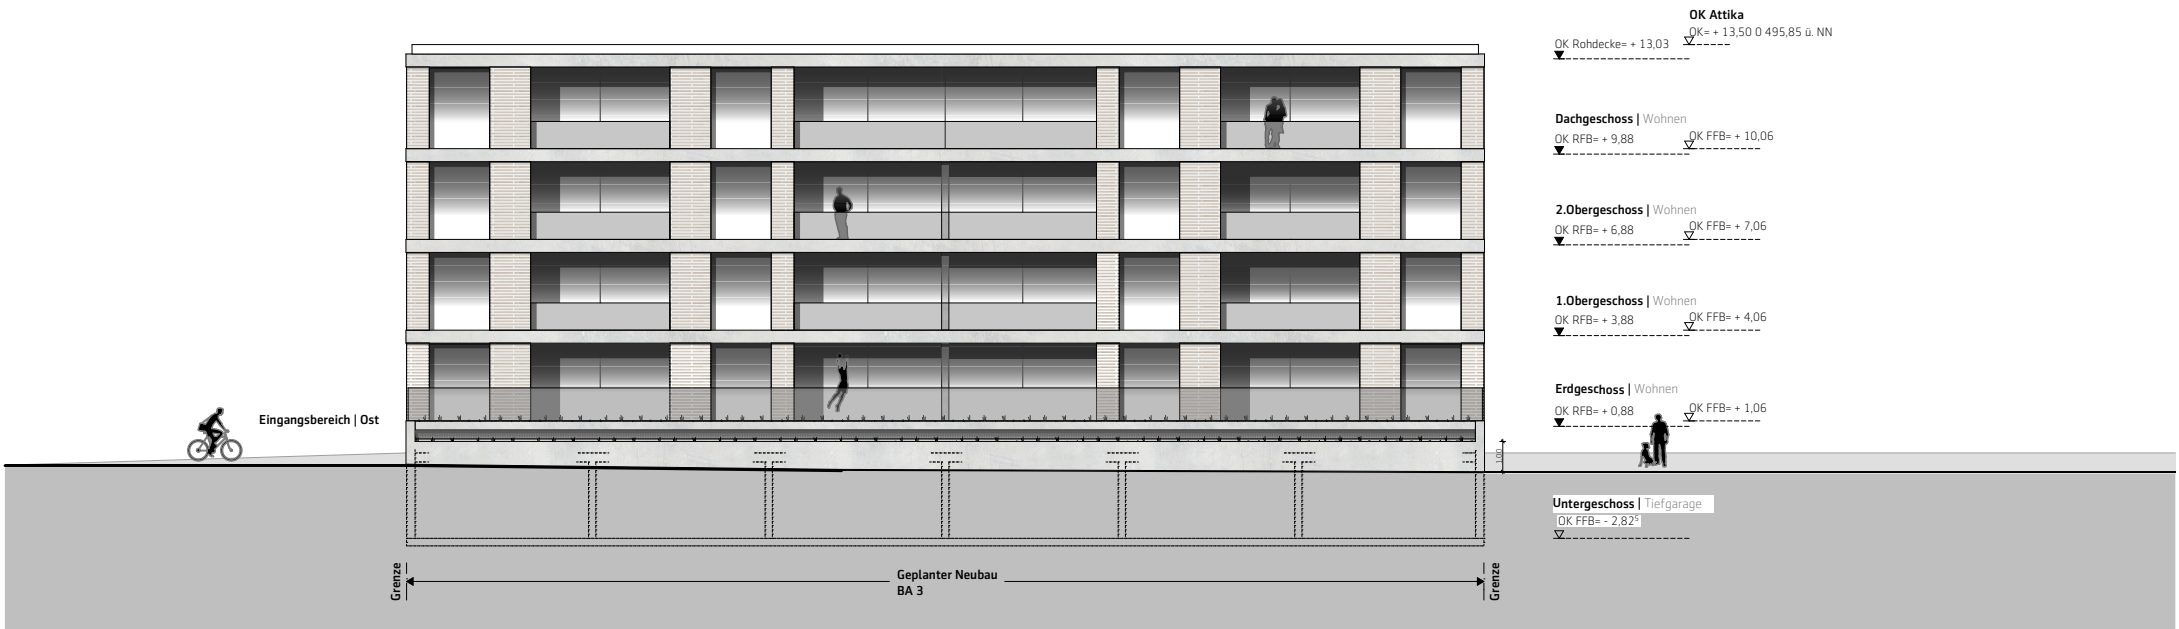 OK Attika
OK= + 13,50 0 495,85 ü. NN
OK Rohdecke= + 13,03
Dachgeschoss | Wohnen
OK RFB= + 9,88
OK FFB= + 10,06
2.Obergeschoss | Wohnen
OK RFB= + 6,88
OK FFB= + 7,06
1.Obergeschoss | Wohnen
OK RFB= + 3,88
OK FFB= + 4,06
Erdgeschoss | Wohnen
OK RFB= + 0,88
OK FFB= + 1,06
Eingangsbereich | Ost
1,00
Untergeschoss | Tiefgarage
OK FFB= - 2,82⁵
Grenze
Geplanter Neubau
BA 3
Grenze